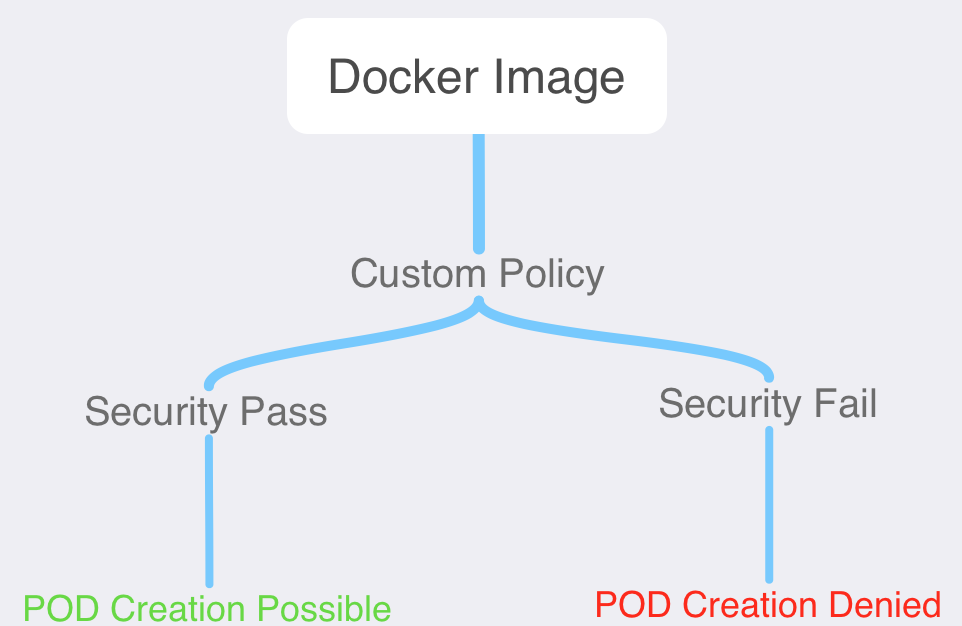 Docker Image
Custom Policy
Security Pass
Security Fail
POD Creation Possible
POD Creation Denied